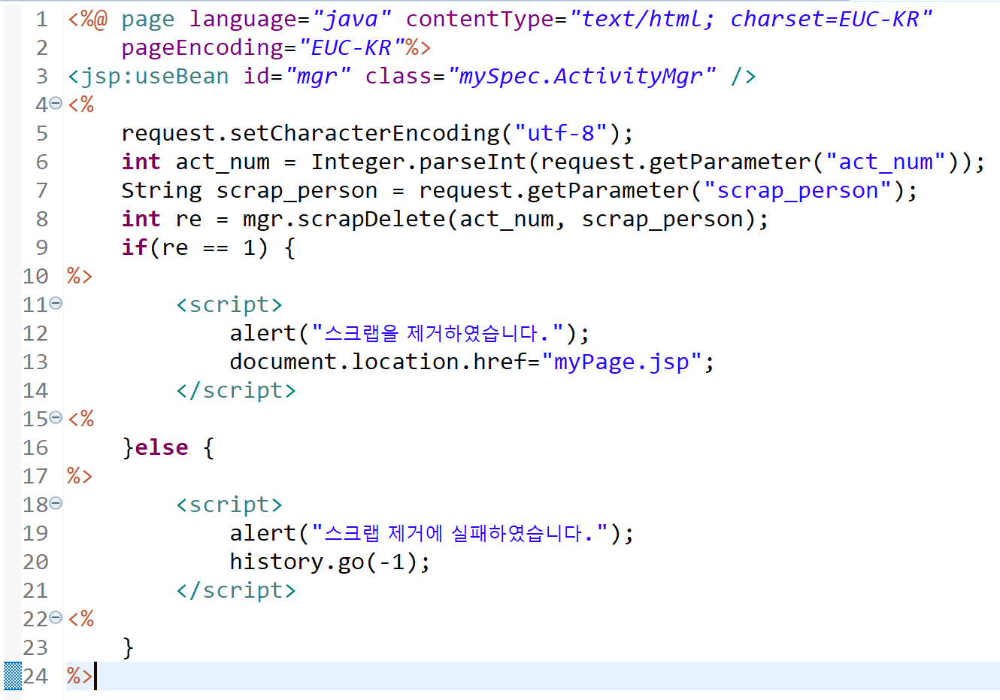 1 <%@ page language="java" contentType="text/html; charset=EUC-KR"
2     pageEncoding="EUC-KR"%>
3 <jsp:useBean id="mgr" class="mySpec.ActivityMgr" />
4 <%
5     request.setCharacterEncoding("utf-8");
6     int act_num = Integer.parseInt(request.getParameter("act_num"));
7     String scrap_person = request.getParameter("scrap_person");
8     int re = mgr.scrapDelete(act_num, scrap_person);
9     if(re == 1) {
10 %>
11         <script>
12             alert("스크랩을 제거하였습니다.");
13             document.location.href="myPage.jsp";
14         </script>
15 <%
16     }else {
17 %>
18         <script>
19             alert("스크랩 제거에 실패하였습니다.");
20             history.go(-1);
21         </script>
22 <%
23     }
24 %>